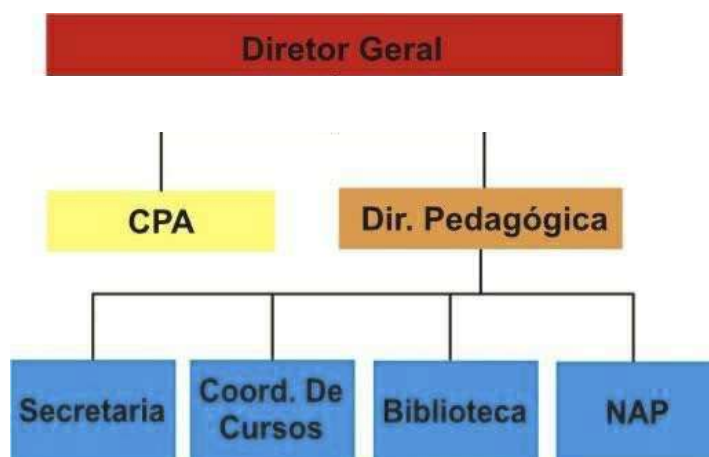 Diretor Geral
CPA
Dir. Pedagógica
Secretaria
Coord. De
Cursos
Biblioteca
NAP